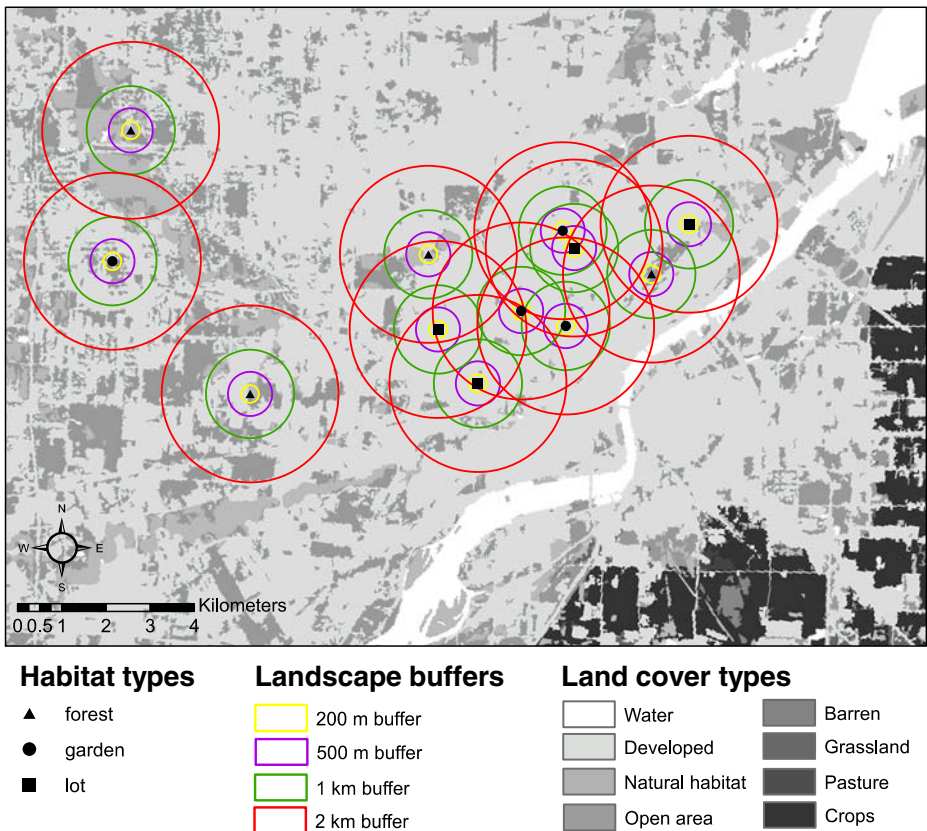 N
W E
S
Kilometers
0 0.5 1 2 3 4
Habitat types
forest
garden
lot
Landscape buffers
200 m buffer
500 m buffer
1 km buffer
2 km buffer
Land cover types
Water
Developed
Natural habitat
Open area
Barren
Grassland
Pasture
Crops